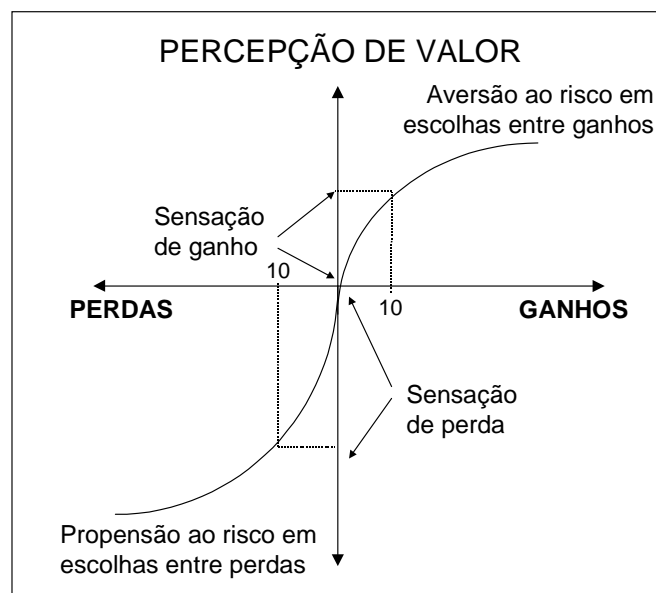 PERCEPÇÃO DE VALOR
Aversão ao risco em
escolhas entre ganhos
Sensação
de ganho
10
PERDAS
10
GANHOS
Sensação
de perda
Propensão ao risco em
escolhas entre perdas